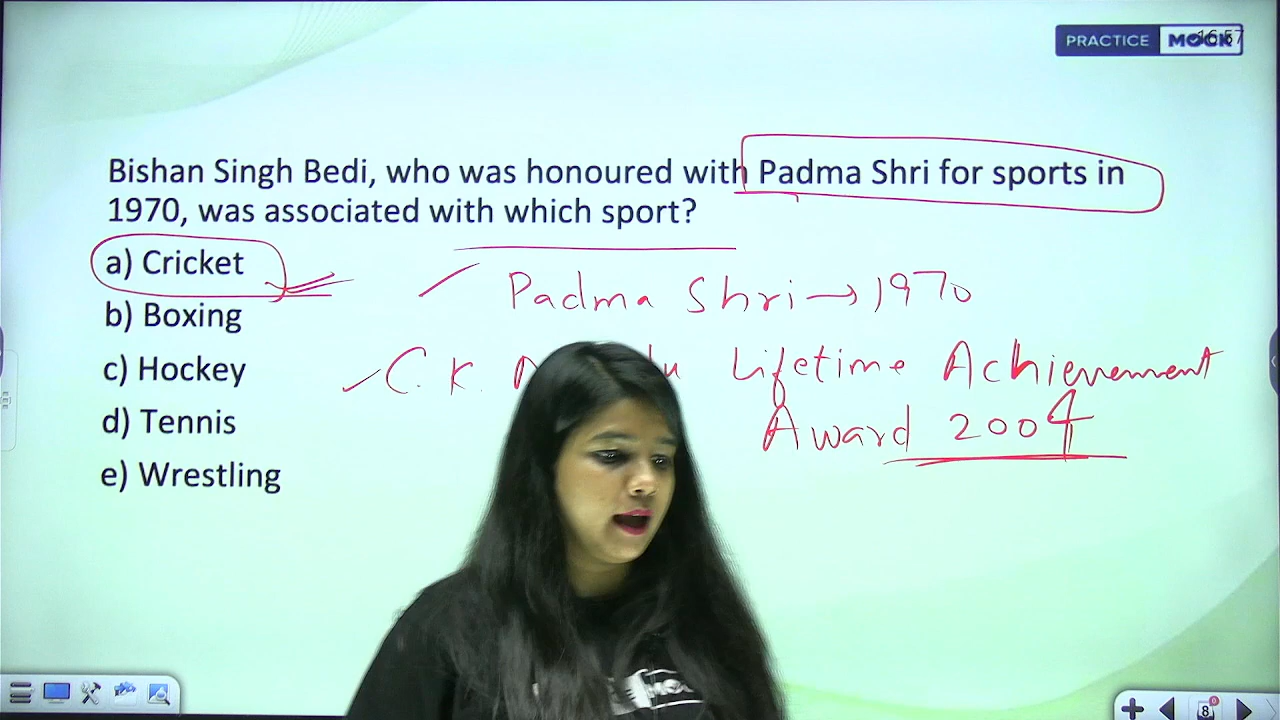 PRACTICE MOCK
Bishan Singh Bedi, who was honoured with Padma Shri for sports in
1970, was associated with which sport?
a) Cricket
Padma Shri → 1970
b) Boxing
C. K. Lifetime Achievement
c) Hockey
Award 2004
d) Tennis
e) Wrestling
8